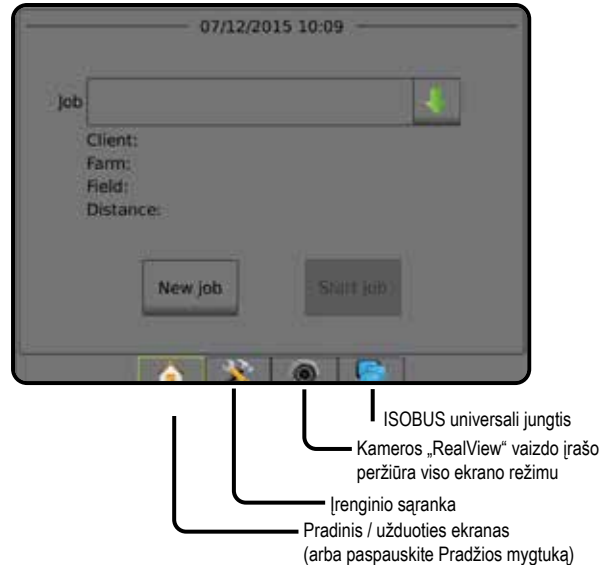 07/12/2015 10:09
Job
Client:
Farm:
Field:
Distance:
New job
Start job
ISOBUS universali jungtis
Kameros „RealView“ vaizdo įrašo
peržiūra viso ekrano režimu
Įrenginio sąranka
Pradinis / užduoties ekranas
(arba paspauskite Pradžios mygtuką)